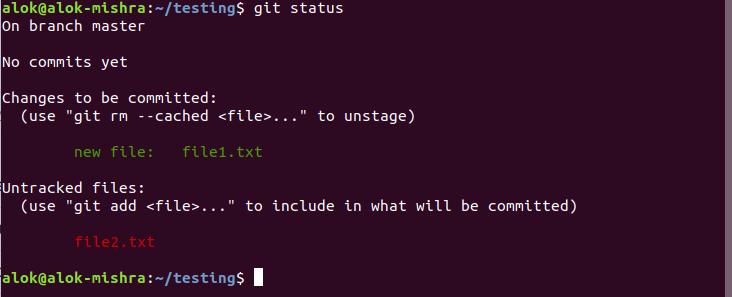 alok@alok-mishra:~/testing$ git status
On branch master
No commits yet
Changes to be committed:
(use "git rm --cached <file>..." to unstage)
new file: file1.txt
Untracked files:
(use "git add <file>..." to include in what will be committed)
file2.txt
alok@alok-mishra:~/testing$